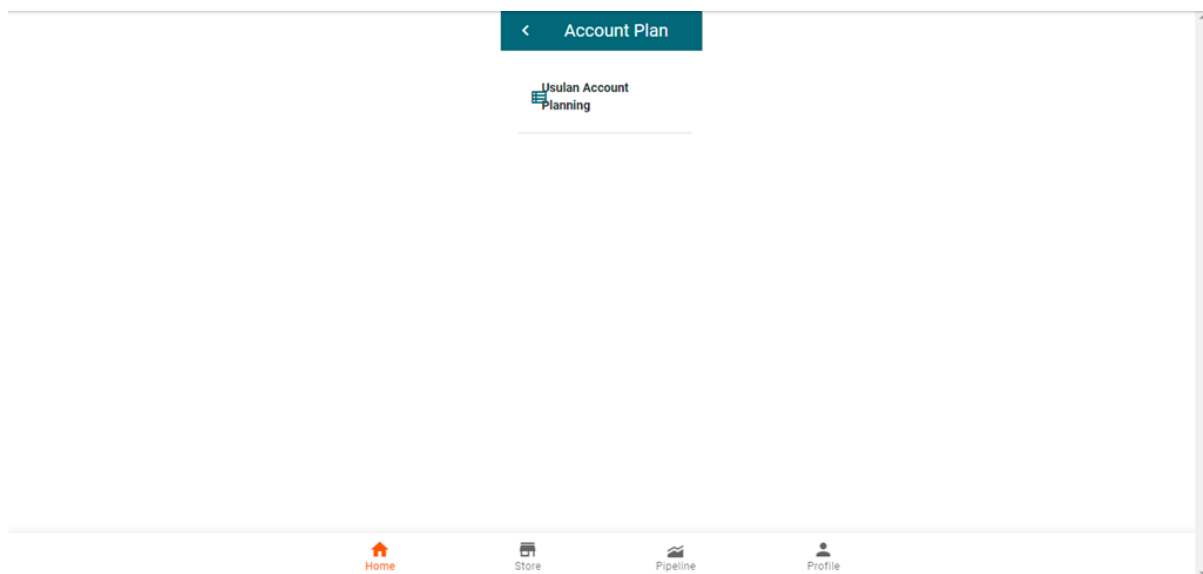 Account Plan
Usulan Account
Planning
Home
Store
Pipeline
Profile